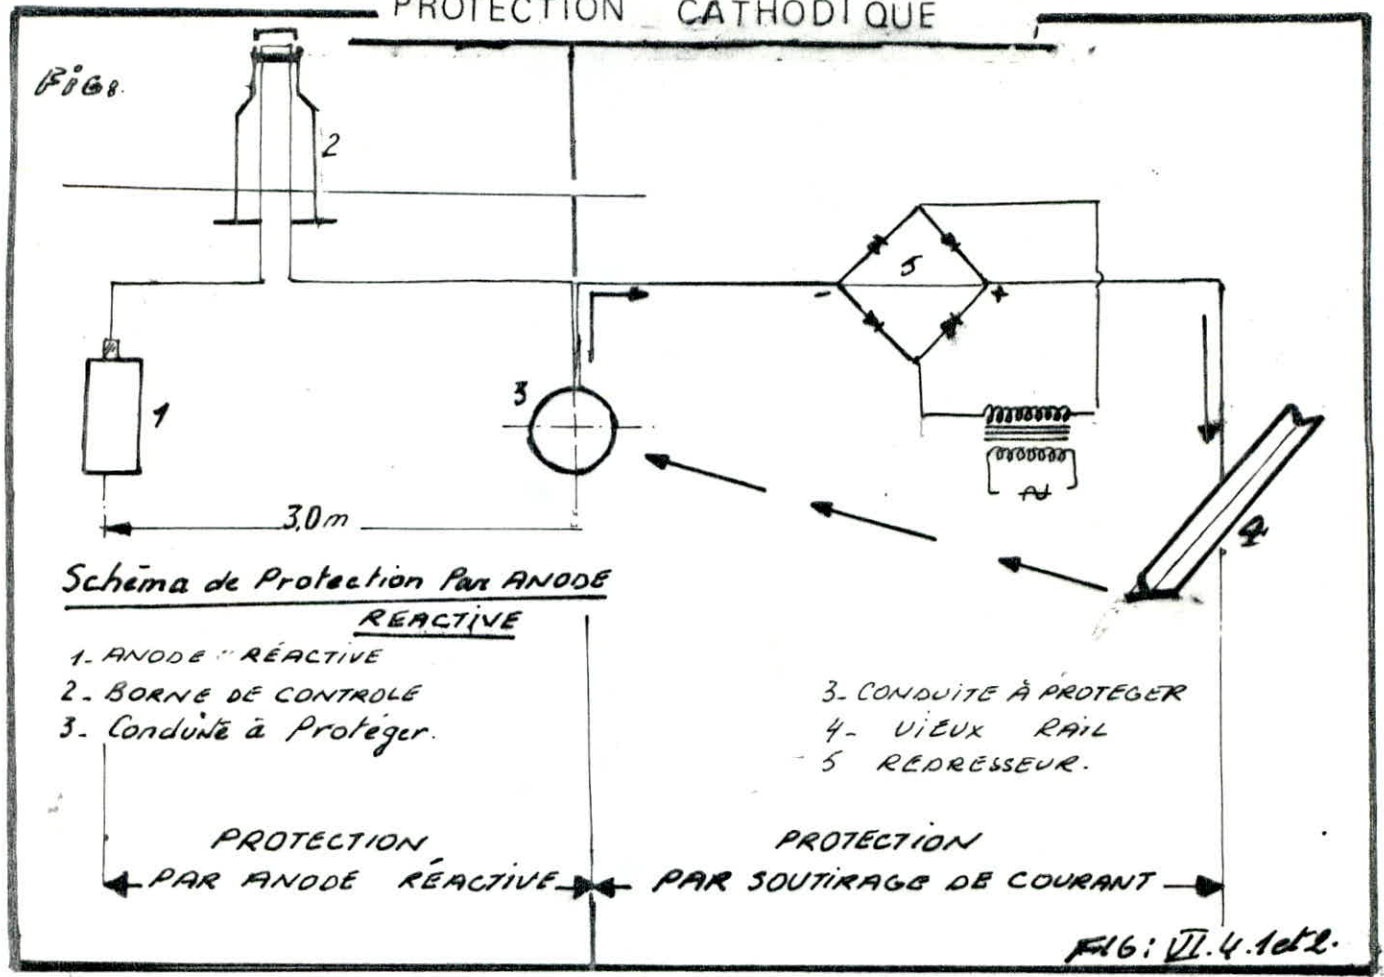 PROTECTION CATHODIQUE
FIG:
2
5
-
+
3
1
3,0m
4
Schéma de Protection Par ANODE
REACTIVE
1- ANODE RÉACTIVE
2- BORNE DE CONTROLE
3- Conduite à Protéger.
3- CONDUITE À PROTEGER
4- VIEUX RAIL
5 REDRESSEUR.
PROTECTION
PAR ANODE RÉACTIVE
PROTECTION
PAR SOUTIRAGE DE COURANT
FIG: VI.4.1et2.